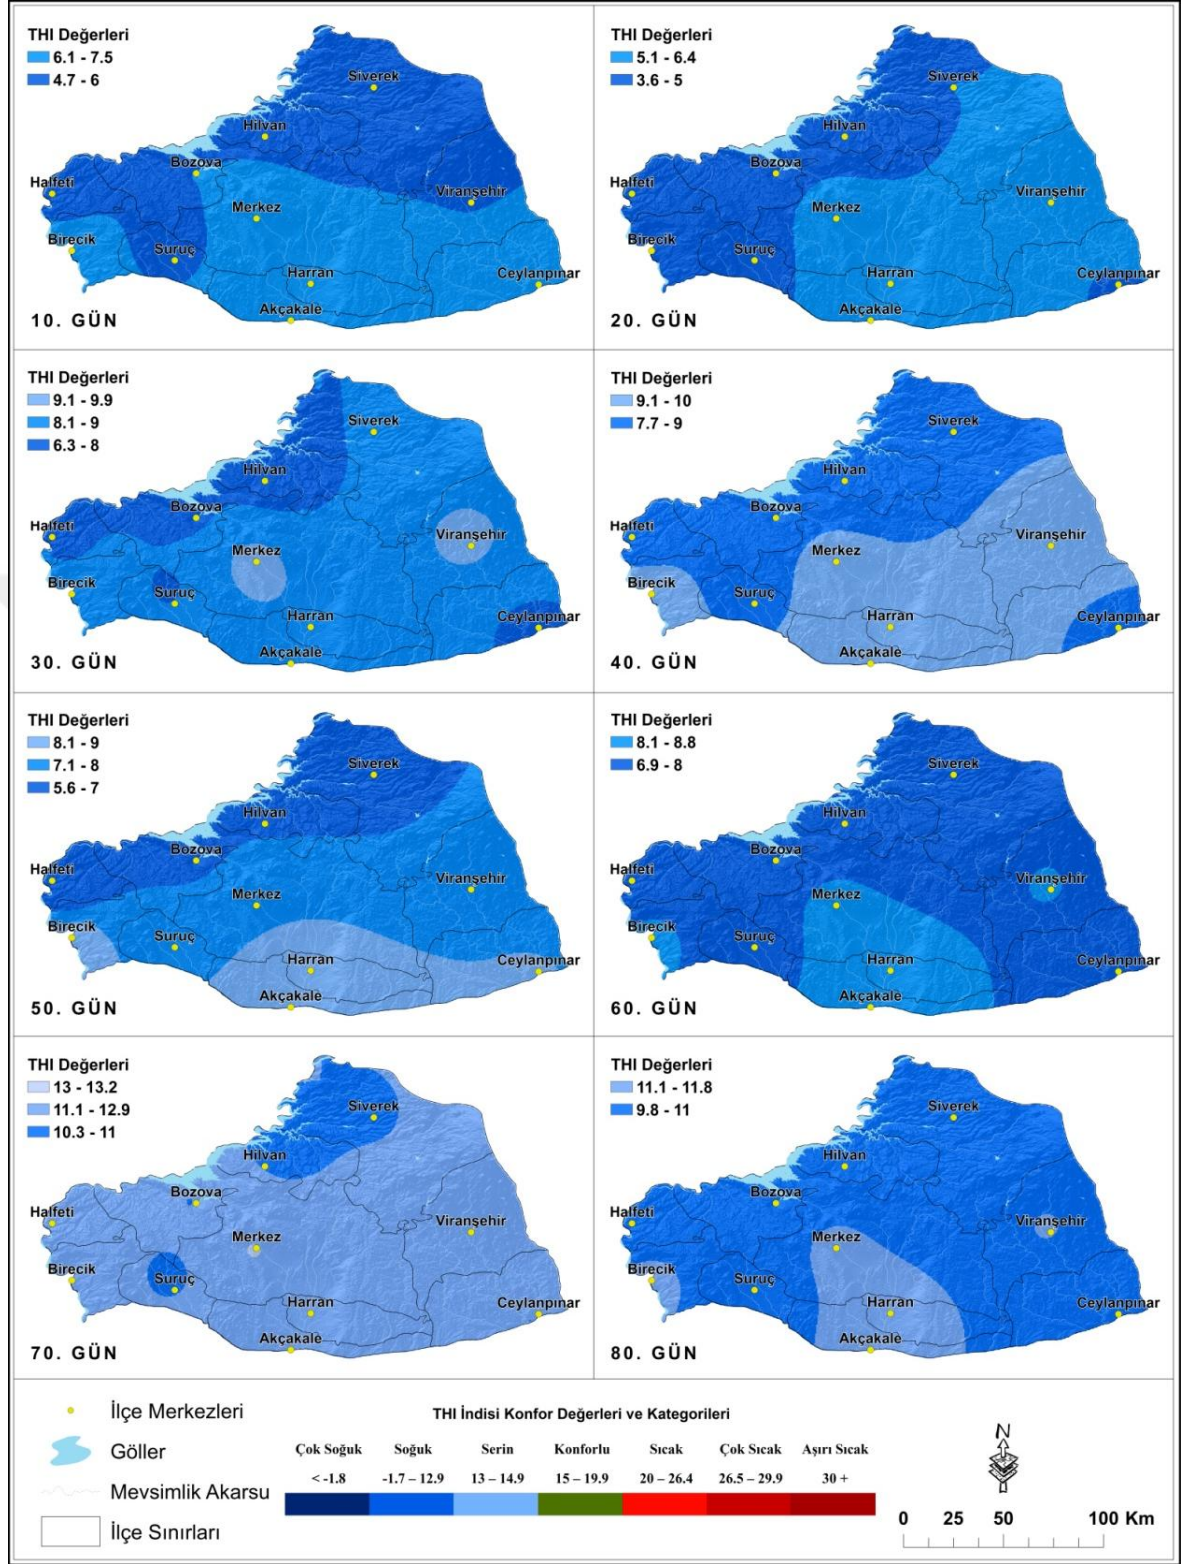 THI Değerleri
6.1 - 7.5
4.7 - 6
Siverek
Hilvan
Bozova
Halfeti
Viranşehir
Merkez
Birecik
Suruç
Harran
Ceylanpınar
Akçakale
10. GÜN
THI Değerleri
5.1 - 6.4
3.6 - 5
Siverek
Hilvan
Bozova
Halfeti
Viranşehir
Merkez
Birecik
Suruç
Harran
Ceylanpınar
Akçakale
20. GÜN
THI Değerleri
9.1 - 9.9
8.1 - 9
6.3 - 8
Siverek
Hilvan
Bozova
Halfeti
Viranşehir
Merkez
Birecik
Suruç
Harran
Ceylanpınar
Akçakale
30. GÜN
THI Değerleri
9.1 - 10
7.7 - 9
Siverek
Hilvan
Bozova
Halfeti
Viranşehir
Merkez
Birecik
Suruç
Harran
Ceylanpınar
Akçakale
40. GÜN
THI Değerleri
8.1 - 9
7.1 - 8
5.6 - 7
Siverek
Hilvan
Bozova
Halfeti
Viranşehir
Merkez
Birecik
Suruç
Harran
Ceylanpınar
Akçakale
50. GÜN
THI Değerleri
8.1 - 8.8
6.9 - 8
Siverek
Hilvan
Bozova
Halfeti
Viranşehir
Merkez
Birecik
Suruç
Harran
Ceylanpınar
Akçakale
60. GÜN
THI Değerleri
13 - 13.2
11.1 - 12.9
10.3 - 11
Siverek
Hilvan
Bozova
Halfeti
Viranşehir
Merkez
Birecik
Suruç
Harran
Ceylanpınar
Akçakale
70. GÜN
THI Değerleri
11.1 - 11.8
9.8 - 11
Siverek
Hilvan
Bozova
Halfeti
Viranşehir
Merkez
Birecik
Suruç
Harran
Ceylanpınar
Akçakale
80. GÜN
İlçe Merkezleri
Göller
Mevsimlik Akarsu
İlçe Sınırları
THI İndisi Konfor Değerleri ve Kategorileri
Çok Soğuk Soğuk Serin Konforlu Sıcak Çok Sıcak Aşırı Sıcak
< -1.8 -1.7 – 12.9 13 – 14.9 15 – 19.9 20 – 26.4 26.5 – 29.9 30 +
N
0 25 50 100 Km